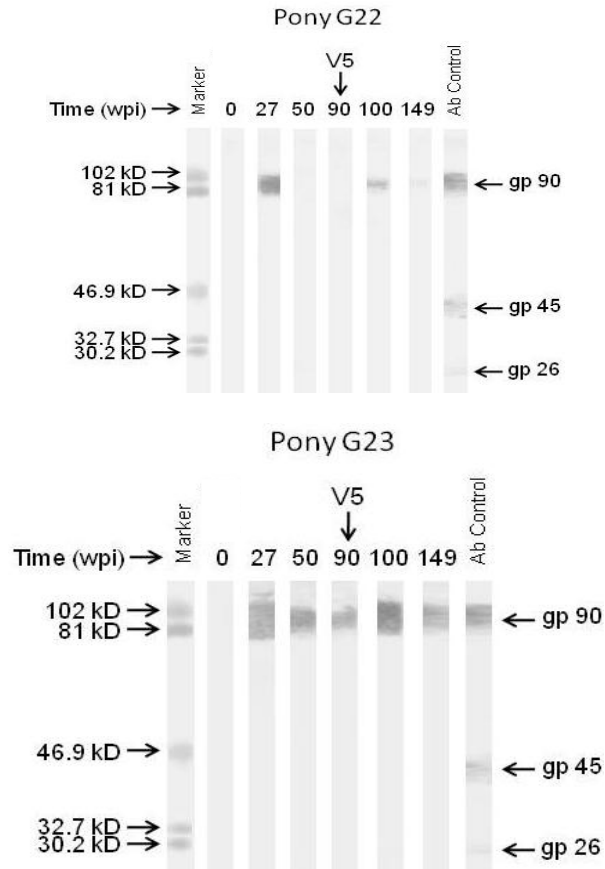 Pony G22
V5
Time (wpi) → Marker 0 27 50 90 100 149 Ab Control
102 kD
81 kD
gp 90
46.9 kD
gp 45
32.7 kD
30.2 kD
gp 26
Pony G23
V5
Time (wpi) → Marker 0 27 50 90 100 149 Ab Control
102 kD
81 kD
gp 90
46.9 kD
gp 45
32.7 kD
30.2 kD
gp 26